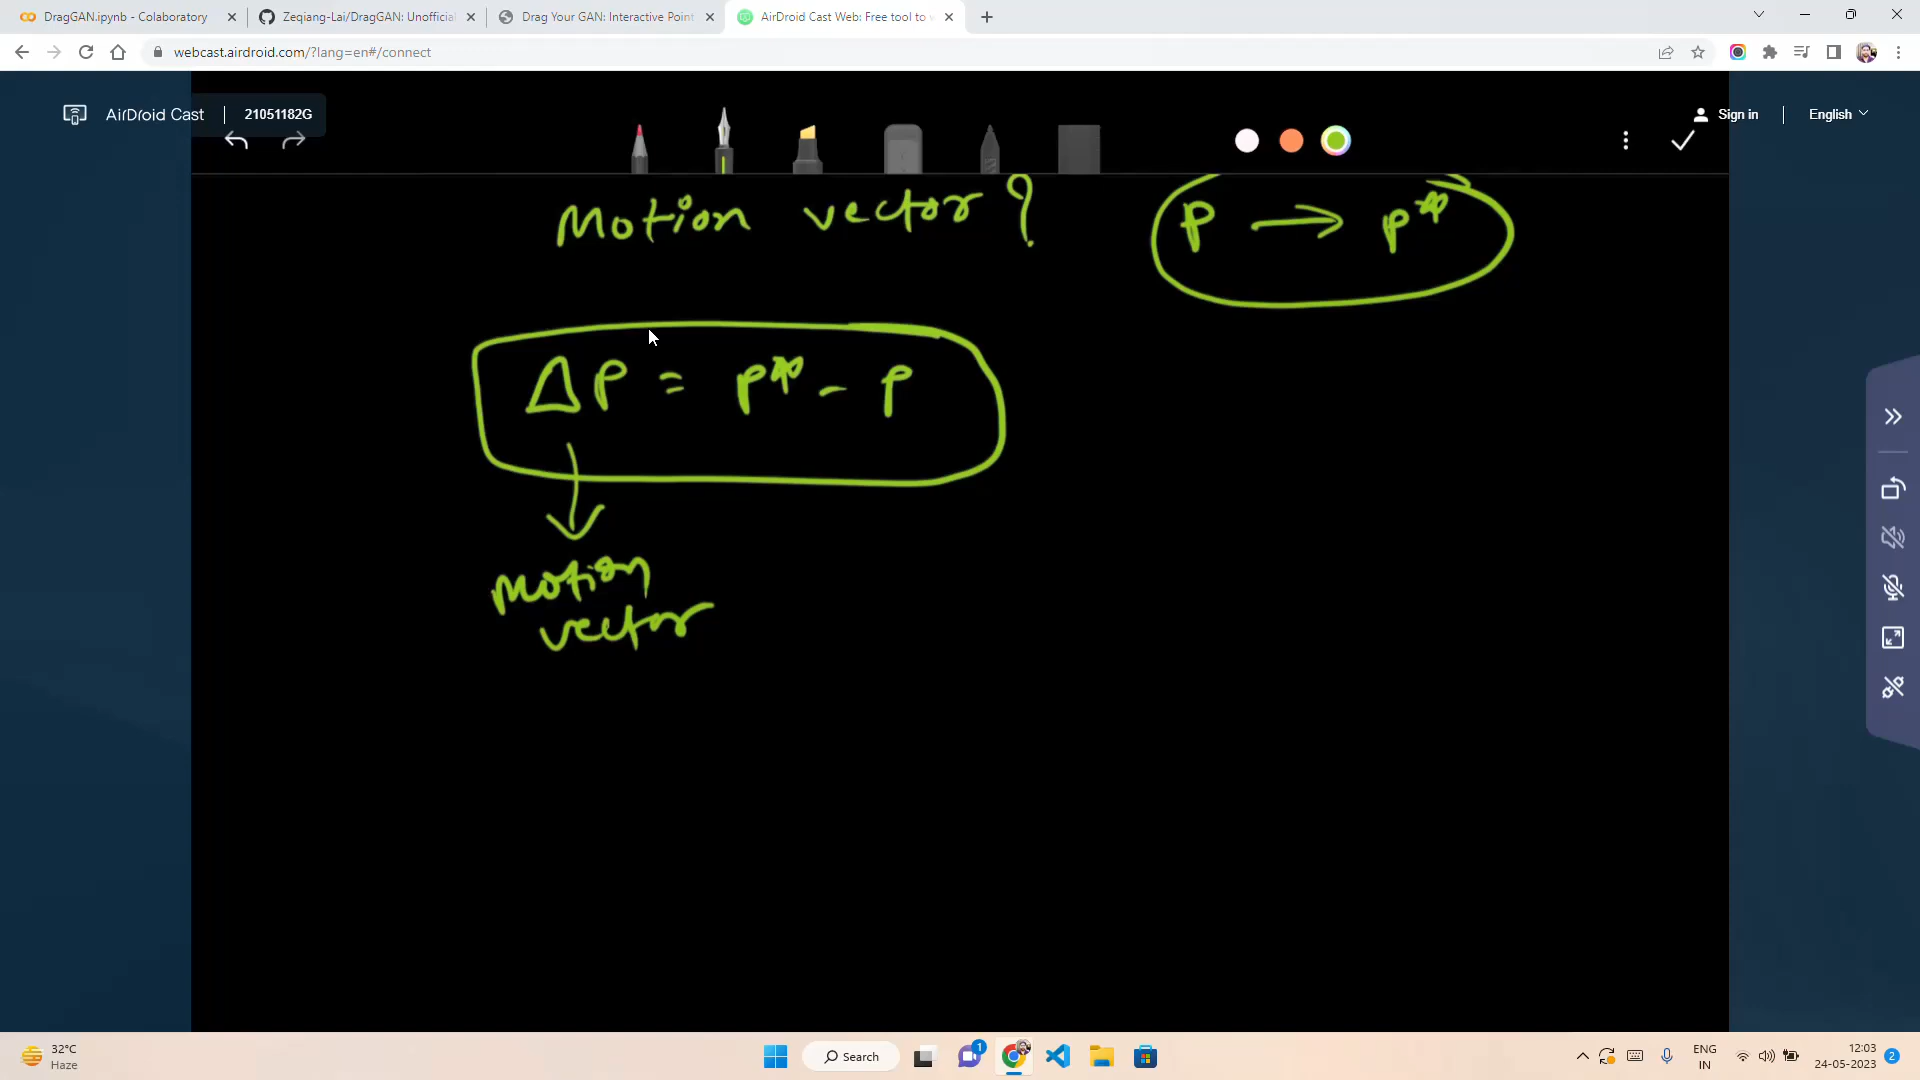 DragGAN.ipynb - Colaboratory
Zeqiang-Lai/DragGAN: Unofficial
Drag Your GAN: Interactive Point
AirDroid Cast Web: Free tool to
webcast.airdroid.com/?lang=en#/connect
AirDroid Cast 21051182G
Sign in
English
Motion vector?
P → P*
ΔP = P* - P
Motion
vector
32°C
Haze
Search
1
ENG
IN
12:03
24-05-2023
2